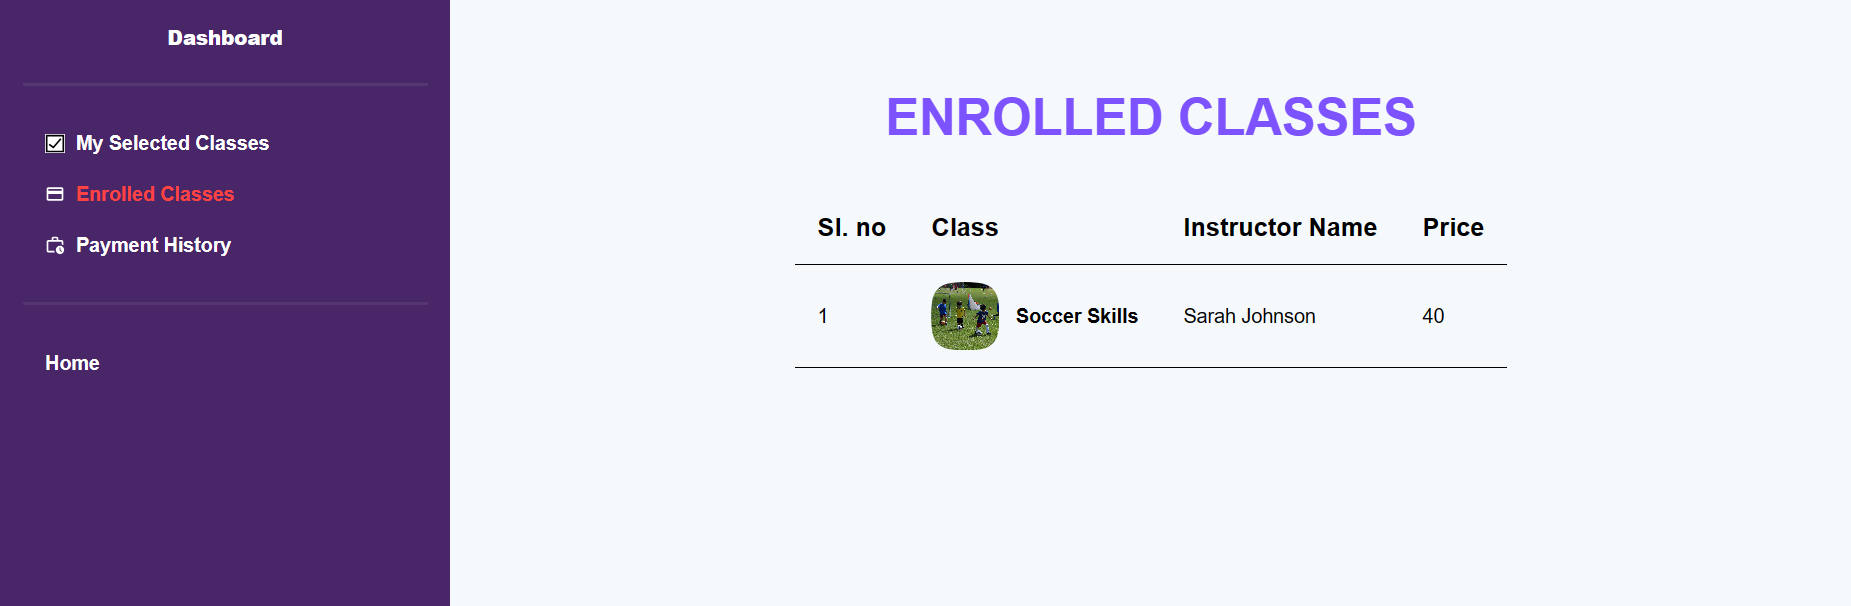 Dashboard
My Selected Classes
Enrolled Classes
Payment History
Home
ENROLLED CLASSES
Sl. no Class Instructor Name Price
1 Soccer Skills Sarah Johnson 40